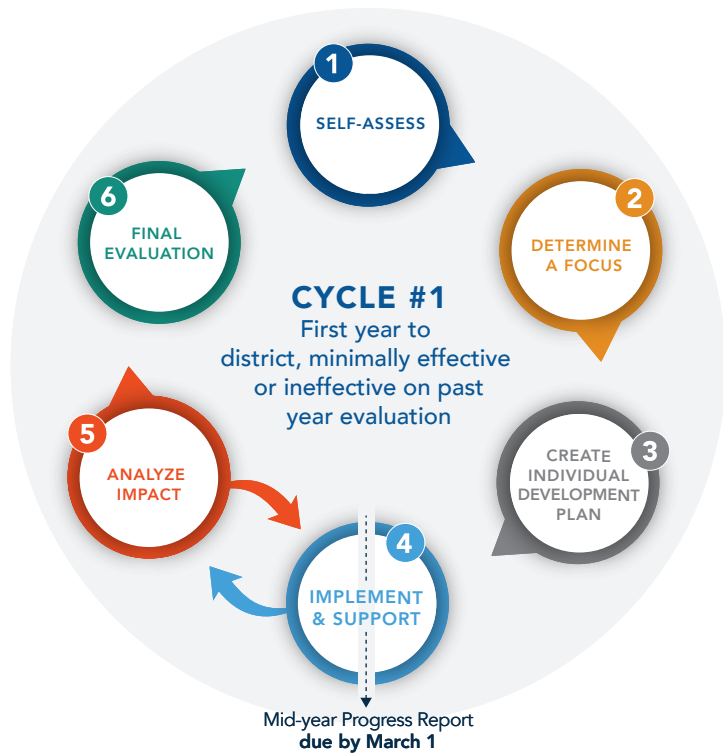 1
SELF-ASSESS
2
DETERMINE
A FOCUS
3
CREATE
INDIVIDUAL
DEVELOPMENT
PLAN
4
IMPLEMENT
& SUPPORT
Mid-year Progress Report
due by March 1
5
ANALYZE
IMPACT
6
FINAL
EVALUATION
CYCLE #1
First year to
district, minimally effective
or ineffective on past
year evaluation